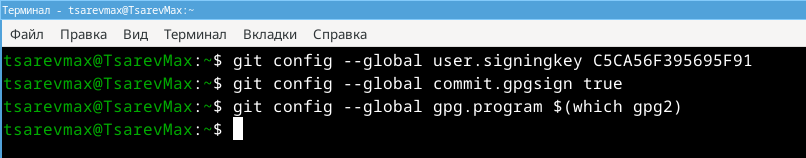 Терминал - tsarevmax@TsarevMax:~
Файл Правка Вид Терминал Вкладки Справка
tsarevmax@TsarevMax:~$ git config --global user.signingkey C5CA56F395695F91
tsarevmax@TsarevMax:~$ git config --global commit.gpgsign true
tsarevmax@TsarevMax:~$ git config --global gpg.program $(which gpg2)
tsarevmax@TsarevMax:~$